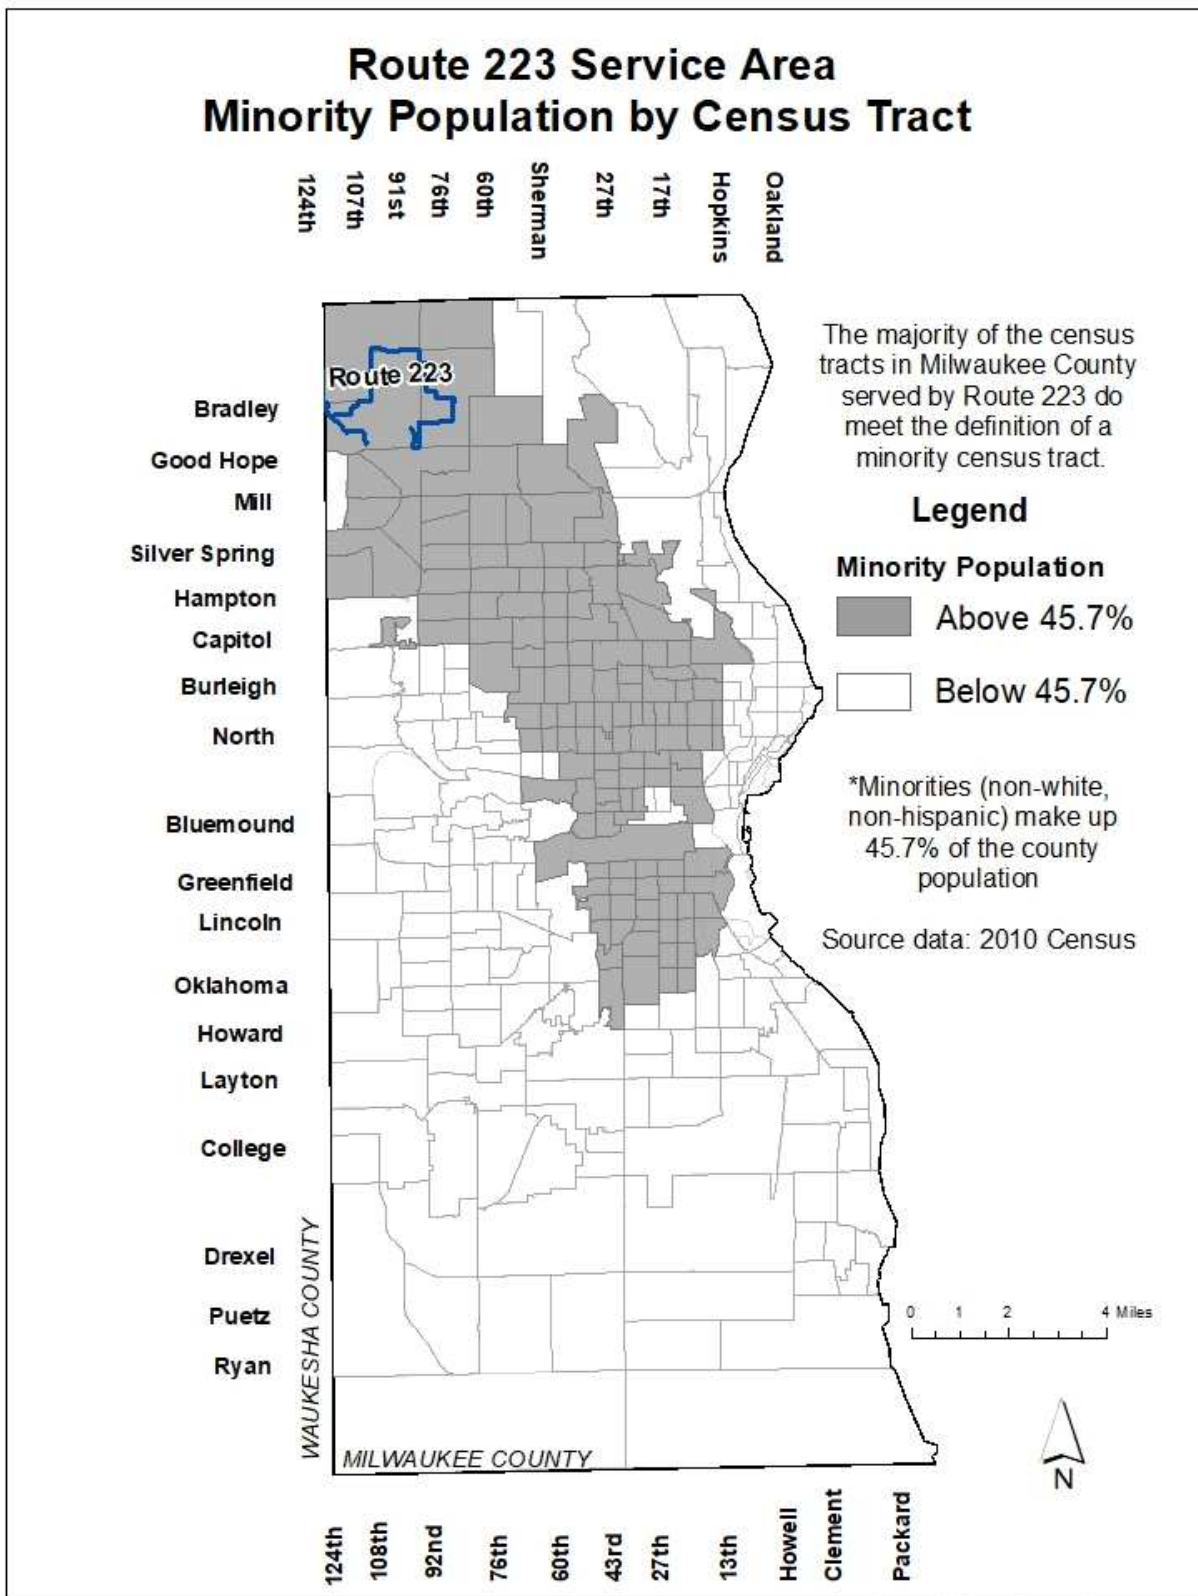 Route 223 Service Area
Minority Population by Census Tract
124th
107th
91st
76th
60th
Sherman
27th
17th
Hopkins
Oakland
The majority of the census
tracts in Milwaukee County
served by Route 223 do
meet the definition of a
minority census tract.
Route 223
Bradley
Good Hope
Mill
Silver Spring
Hampton
Capitol
Burleigh
North
Bluemound
Greenfield
Lincoln
Oklahoma
Howard
Layton
College
Drexel
Puetz
Ryan
Legend
Minority Population
Above 45.7%
Below 45.7%
*Minorities (non-white,
non-hispanic) make up
45.7% of the county
population
Source data: 2010 Census
0 1 2 4 Miles
N
WAUKESHA COUNTY
MILWAUKEE COUNTY
124th
108th
92nd
76th
60th
43rd
27th
13th
Howell
Clement
Packard